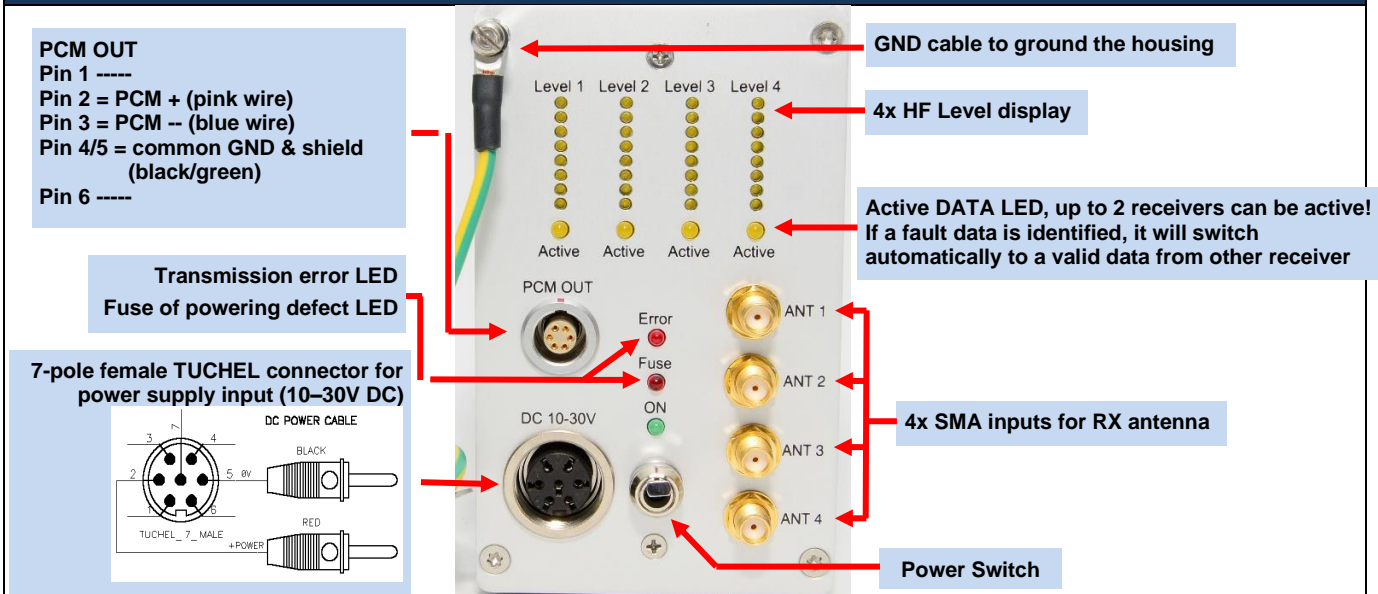 PCM OUT
Pin 1 -----
Pin 2 = PCM + (pink wire)
Pin 3 = PCM -- (blue wire)
Pin 4/5 = common GND & shield
(black/green)
Pin 6 -----
Transmission error LED
Fuse of powering defect LED
7-pole female TUCHEL connector for
power supply input (10–30V DC)
DC POWER CABLE
7
3
4
BLACK
2
5
0V
1
6
TUCHEL_ 7_ MALE
RED
+POWER
Level 1 Level 2 Level 3 Level 4
Active Active Active Active
PCM OUT
Error
Fuse
ON
DC 10-30V
ANT 1
ANT 2
ANT 3
ANT 4
GND cable to ground the housing
4x HF Level display
Active DATA LED, up to 2 receivers can be active!
If a fault data is identified, it will switch
automatically to a valid data from other receiver
4x SMA inputs for RX antenna
Power Switch